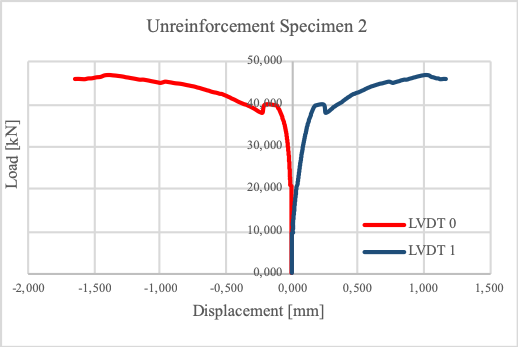 Unreinforcement Specimen 2
Load [kN]
50,000
40,000
30,000
20,000
10,000
0,000
LVDT 0
LVDT 1
-2,000 -1,500 -1,000 -0,500 0,000 0,500 1,000 1,500
Displacement [mm]